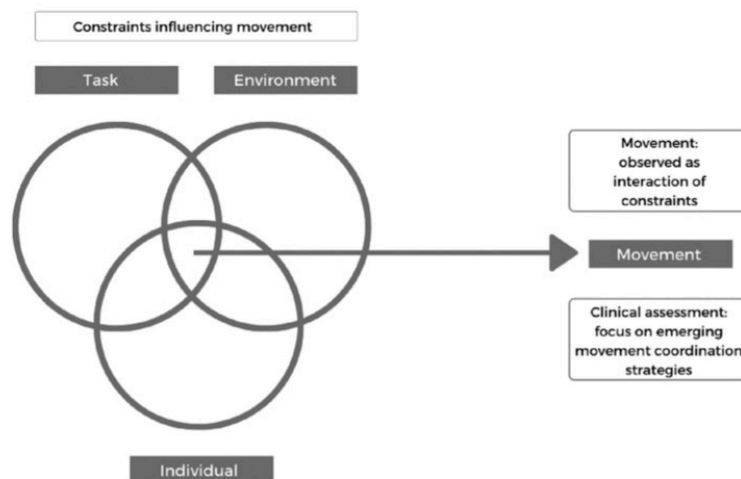 Constraints influencing movement
Task
Environment
Movement:
observed as
interaction of
constraints
Movement
Clinical assessment:
focus on emerging
movement coordination
strategies
Individual